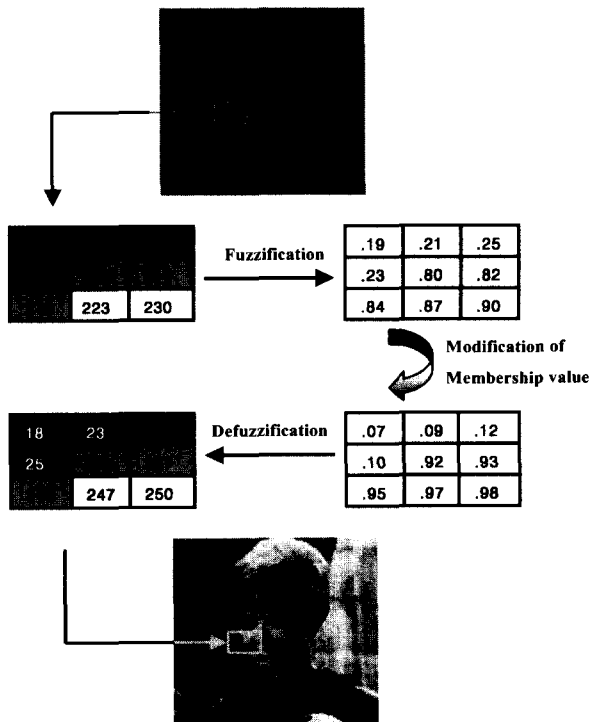 Fuzzification
.19 .21 .25
.23 .80 .82
.84 .87 .90
223 230
Modification of
Membership value
18 23
25
247 250
Defuzzification
.07 .09 .12
.10 .92 .93
.95 .97 .98